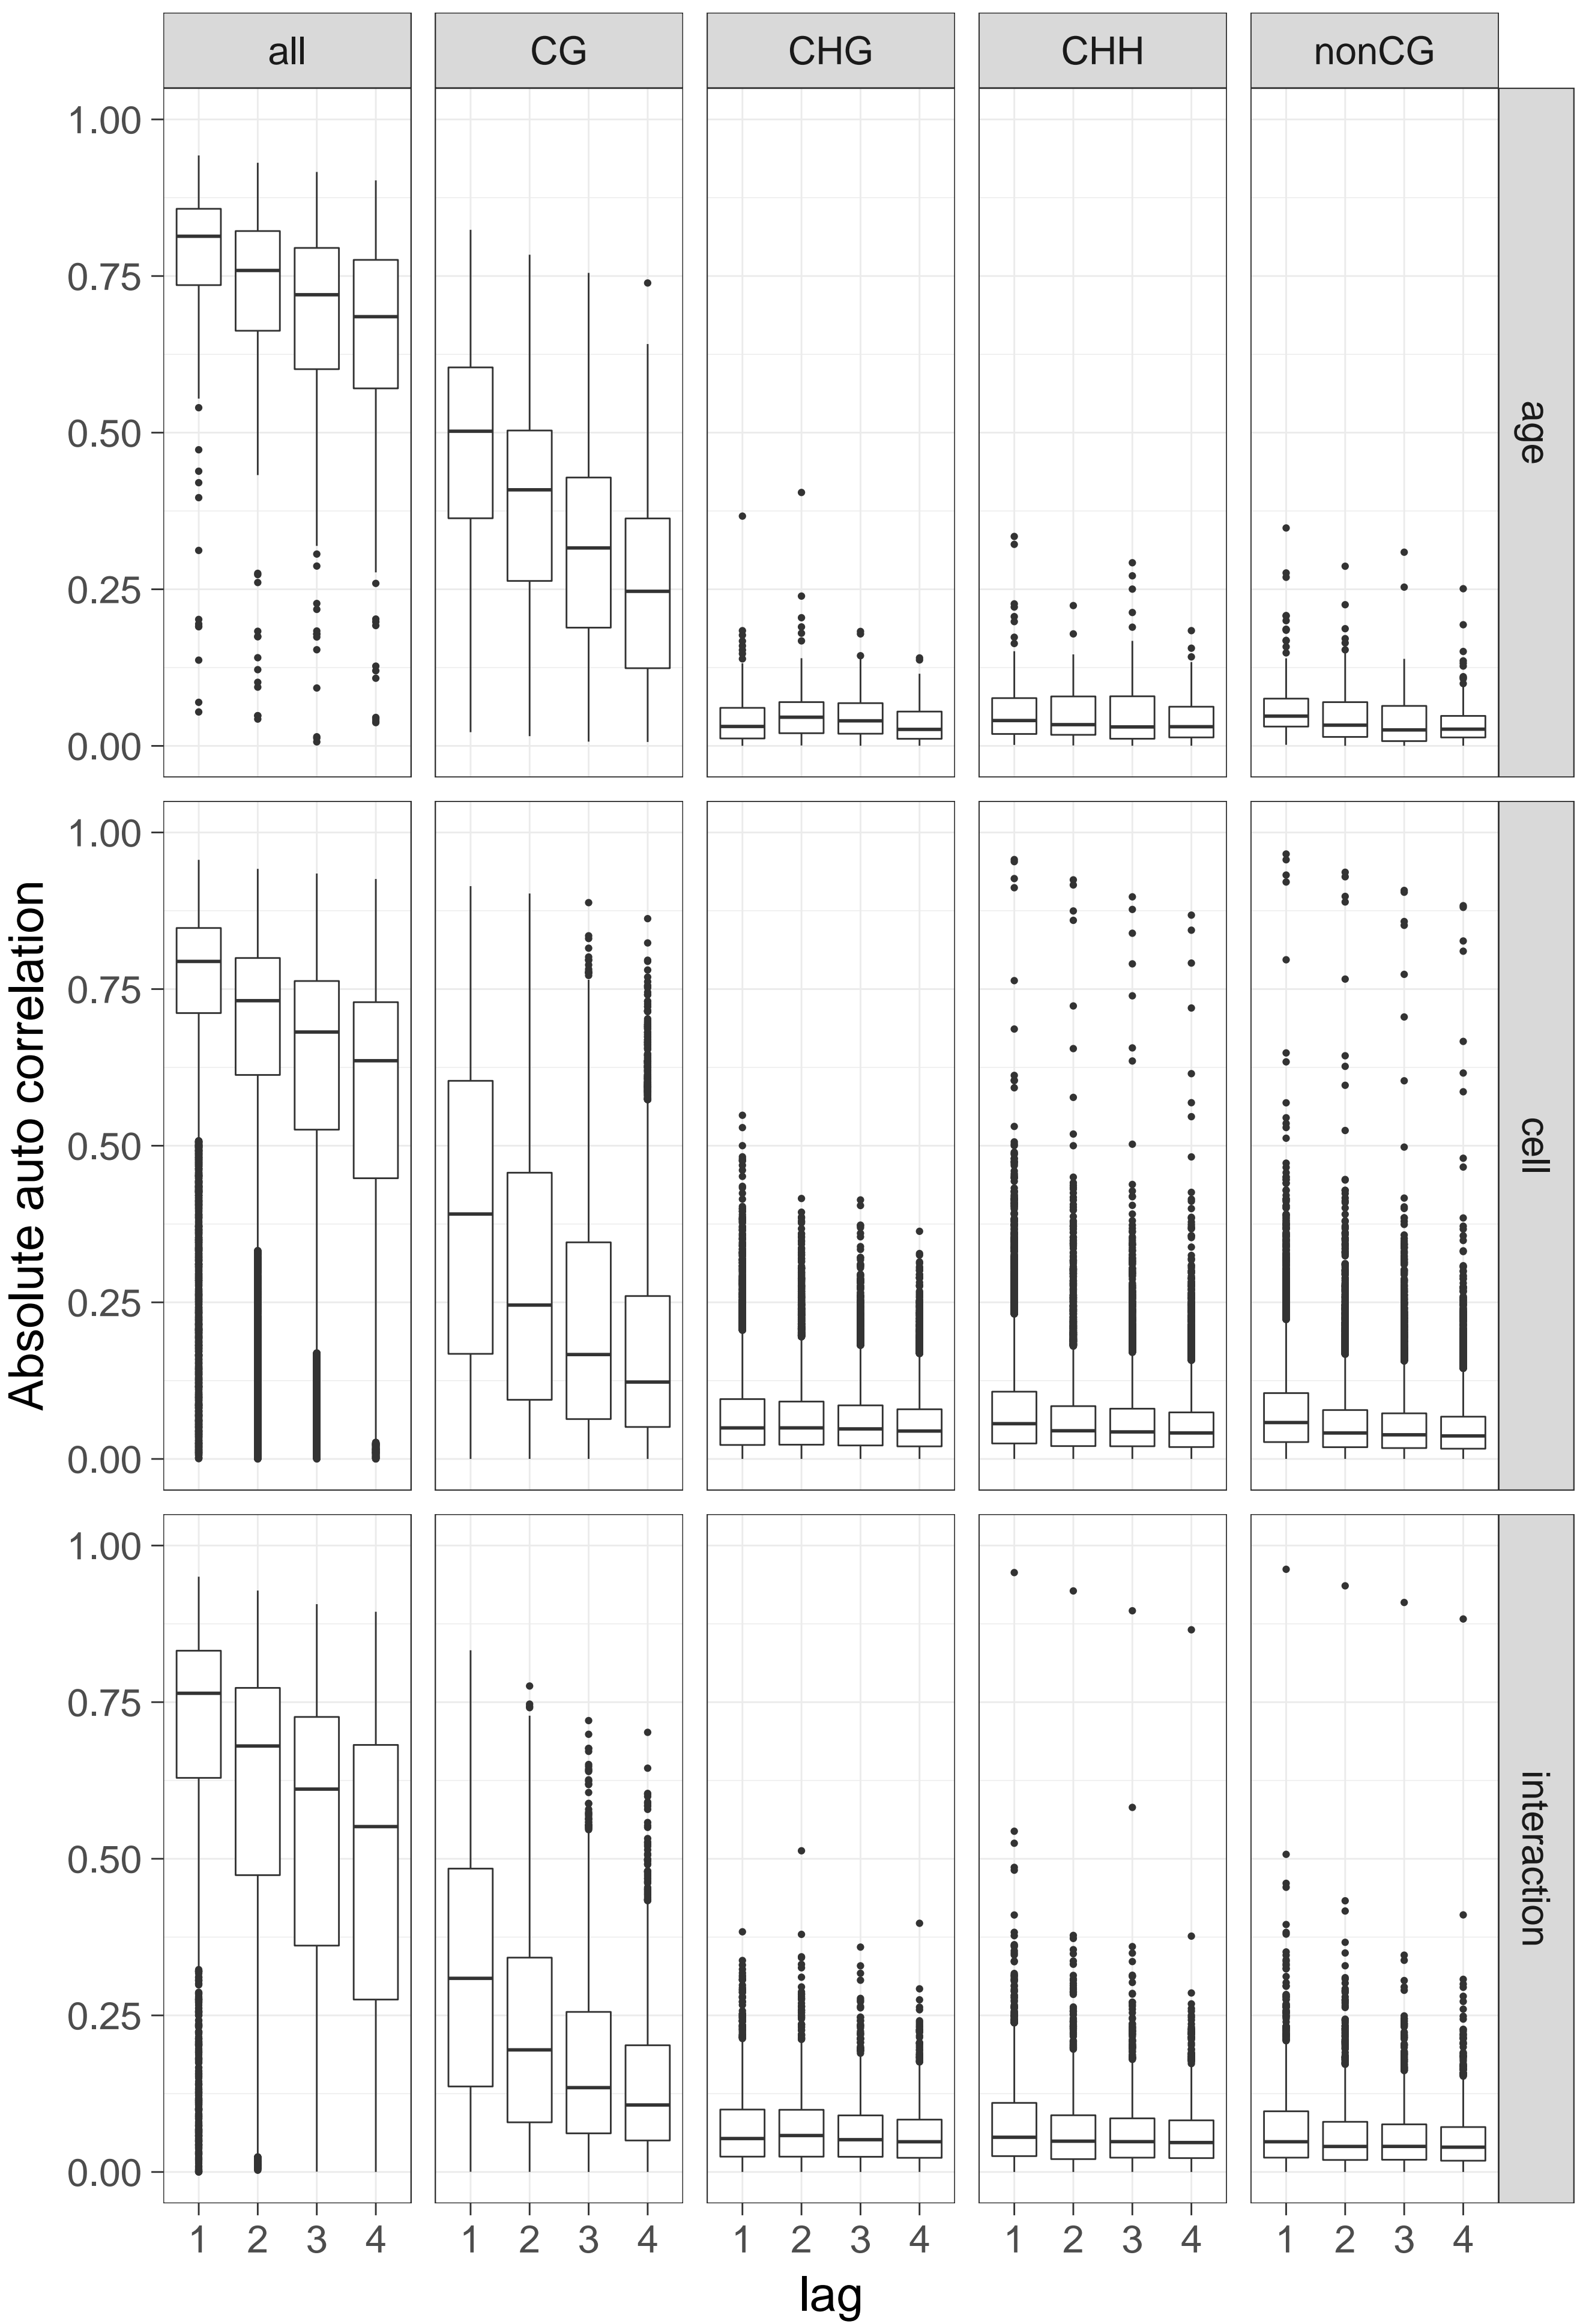 all CG CHG CHH nonCG
1.00
0.75
0.50
0.25
0.00
age
1.00
0.75
0.50
0.25
0.00
cell
1.00
0.75
0.50
0.25
0.00
interaction
Absolute auto correlation
1 2 3 4 1 2 3 4 1 2 3 4 1 2 3 4 1 2 3 4
lag